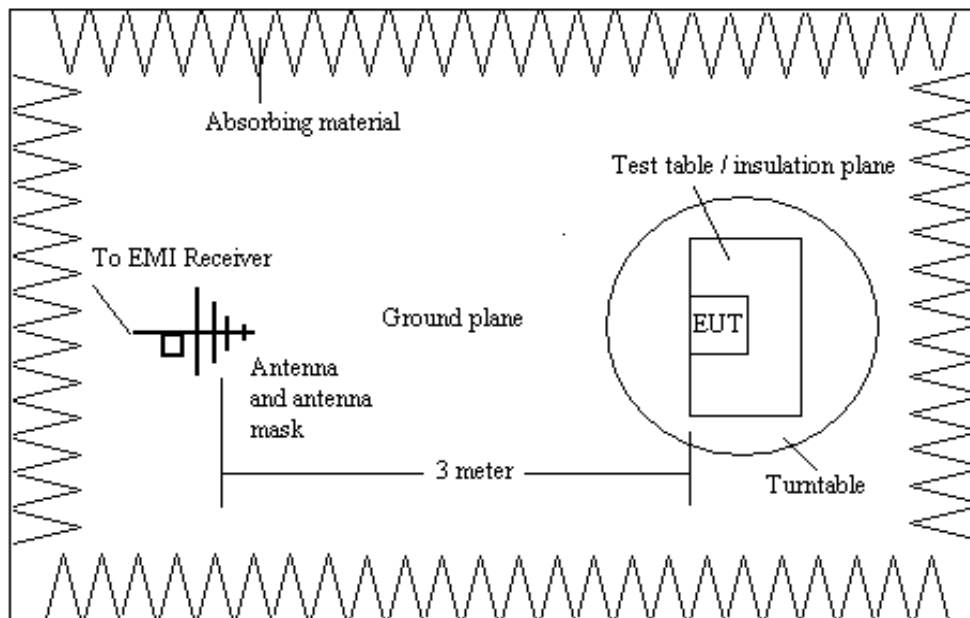 Absorbing material
Test table / insulation plane
To EMI Receiver
Ground plane
EUT
Antenna
and antenna
mask
3 meter
Turntable